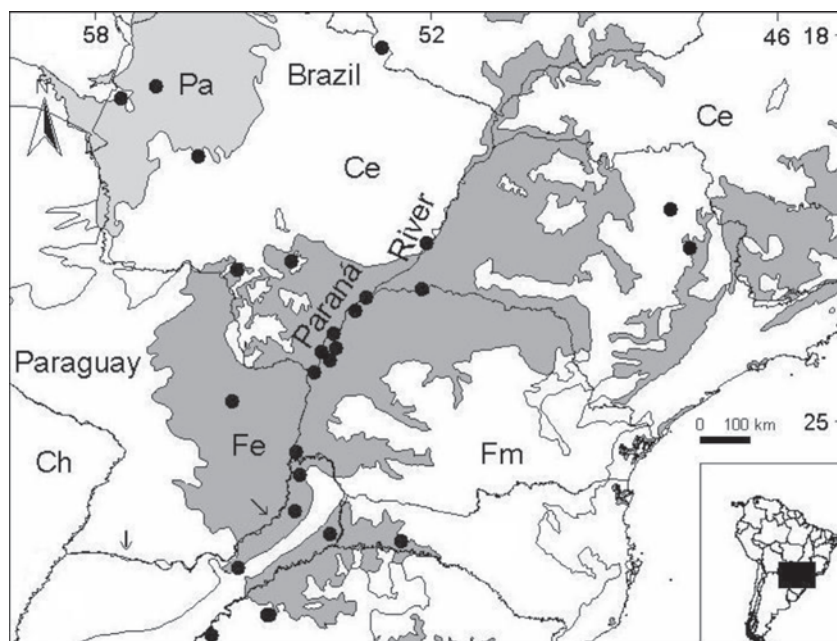 58
52
46 18
Pa
Brazil
N
Ce
Ce
Paraná River
Paraguay
0 100 km
25
Ch
Fe
Fm